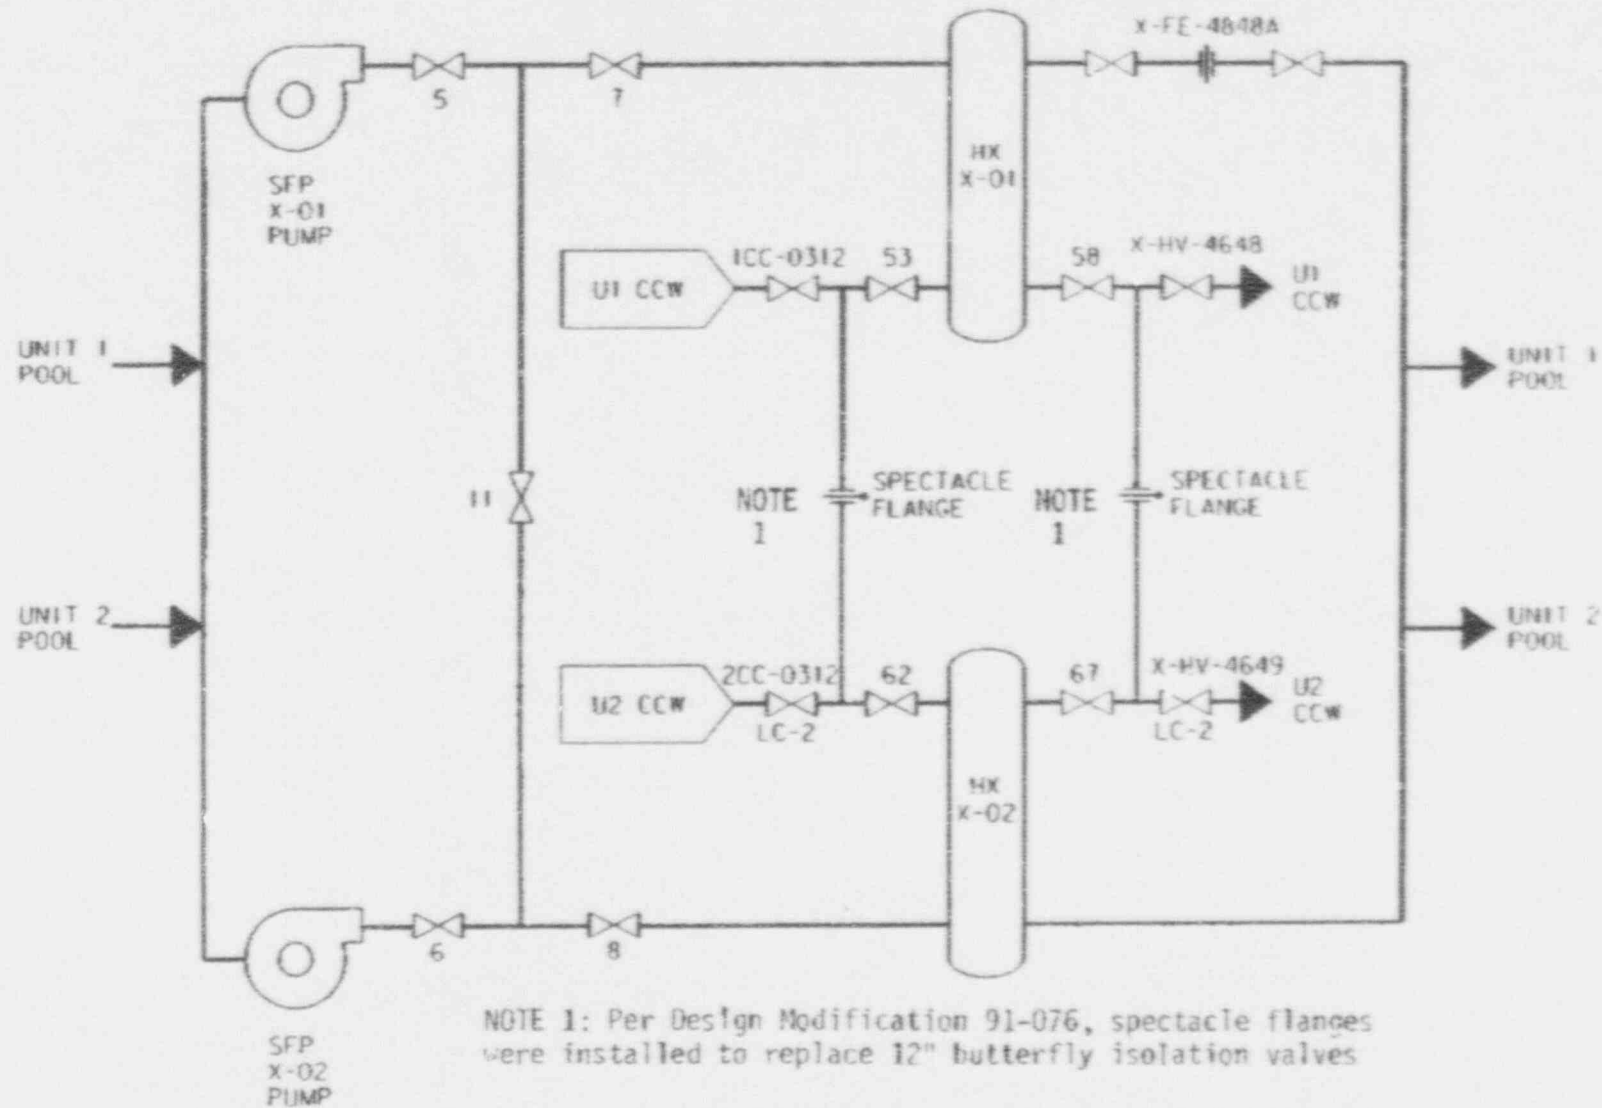 X-FE-4848A
5
7
SFP
X-01
PUMP
HX
X-01
1CC-0312
53
58
X-HV-4648
U1 CCW
U1
CCW
UNIT 1
POOL
UNIT 1
POOL
11
NOTE
1
SPECTACLE
FLANGE
NOTE
1
SPECTACLE
FLANGE
UNIT 2
POOL
UNIT 2
POOL
2CC-0312
62
67
X-HV-4649
U2 CCW
LC-2
LC-2
U2
CCW
HX
X-02
6
8
SFP
X-02
PUMP
NOTE 1: Per Design Modification 91-076, spectacle flanges
were installed to replace 12" butterfly isolation valves